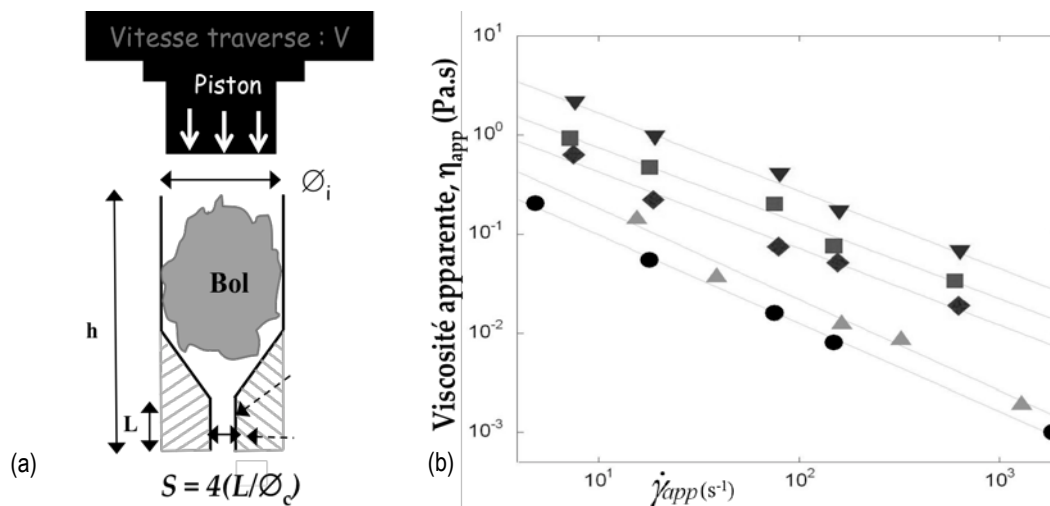 Vitesse traverse : V
Piston
∅i
Bol
h
L
(a)
S = 4(L/∅c)
Viscosité apparente, ηapp (Pa.s)
10¹
10⁰
10⁻¹
10⁻²
10⁻³
10¹
10²
10³
γ̇app (s⁻¹)
(b)